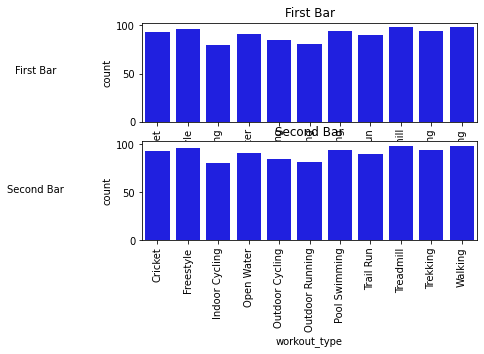 First Bar
100
50
0
count
First Bar
Second Bar
100
50
0
count
Second Bar
Cricket
Freestyle
Indoor Cycling
Open Water
Outdoor Cycling
Outdoor Running
Pool Swimming
Trail Run
Treadmill
Trekking
Walking
workout_type